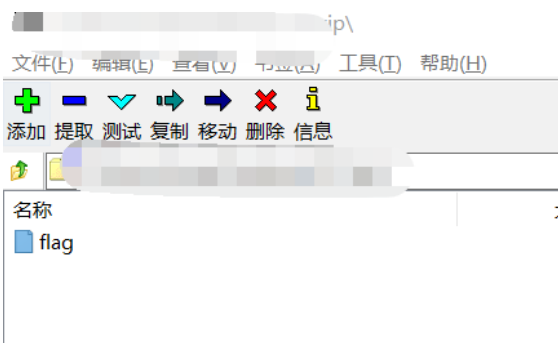 ip\
文件(F) 编辑(E) 查看(V) 书签(A) 工具(T) 帮助(H)
添加 提取 测试 复制 移动 删除 信息
名称
flag